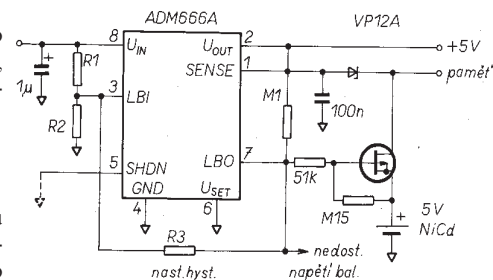 ADM666A
VP12A
8
U_IN
U_OUT
2
+5V
SENSE
1
paměť
R1
1µ
+
3
LBI
R2
M1
100n
LBO
7
51k
5
SHDN
GND
4
U_SET
6
M15
+
5V
NiCd
R3
nedost.
nast.hyst.
napětí bal.